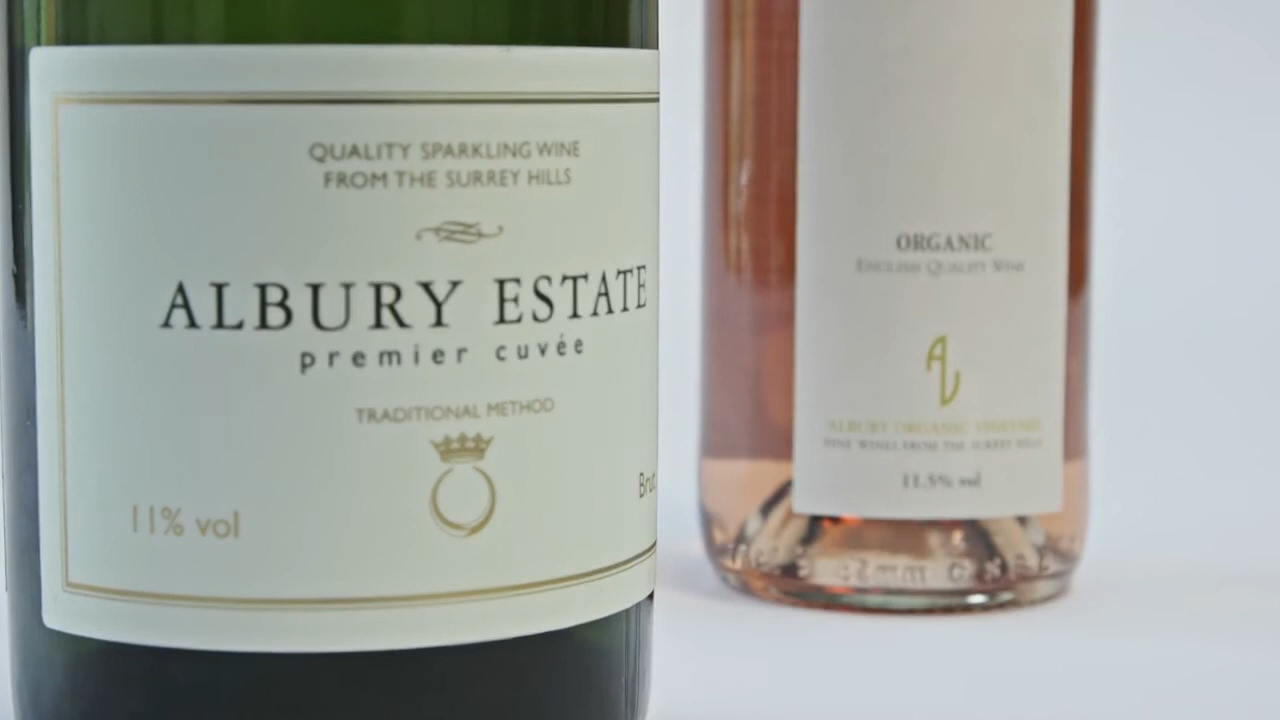 QUALITY SPARKLING WINE
FROM THE SURREY HILLS
ALBURY ESTATE
premier cuvée
TRADITIONAL METHOD
11% vol
ORGANIC
ENGLISH QUALITY WINE
AV
ALBURY ORGANIC VINEYARD
FINE WINES FROM THE SURREY HILLS
11.5% vol